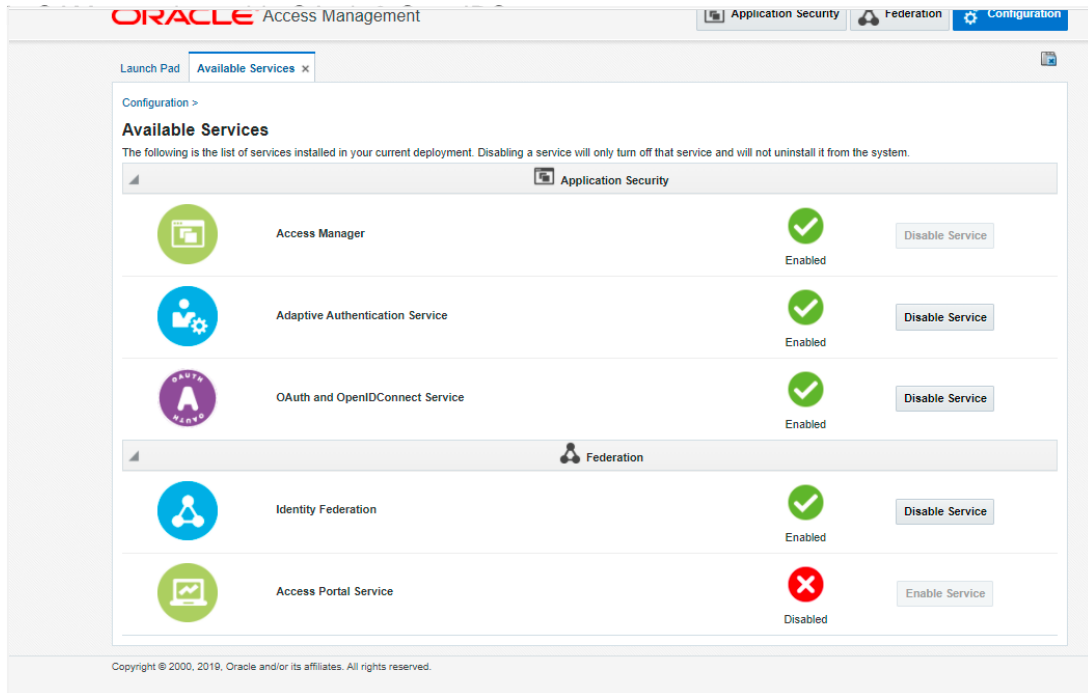 ORACLE Access Management
Application Security
Federation
Configuration
Launch Pad
Available Services ×
Configuration >
Available Services
The following is the list of services installed in your current deployment. Disabling a service will only turn off that service and will not uninstall it from the system.
Application Security
Access Manager
Enabled
Disable Service
Adaptive Authentication Service
Enabled
Disable Service
OAUTH
A
OAUTH
OAuth and OpenIDConnect Service
Enabled
Disable Service
Federation
Identity Federation
Enabled
Disable Service
Access Portal Service
Disabled
Enable Service
Copyright © 2000, 2019, Oracle and/or its affiliates. All rights reserved.